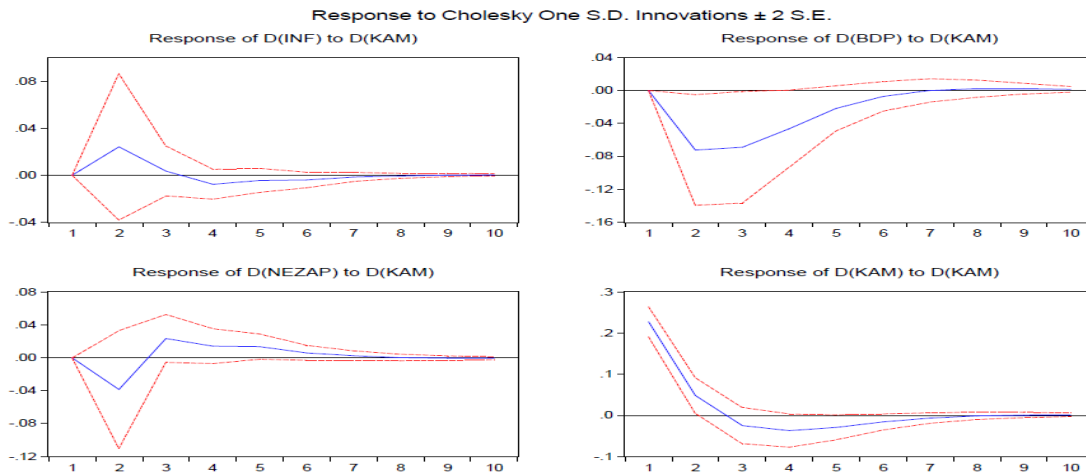 Response to Cholesky One S.D. Innovations ± 2 S.E.
Response of D(INF) to D(KAM)
.08
.04
.00
-.04
1 2 3 4 5 6 7 8 9 10
Response of D(BDP) to D(KAM)
.04
.00
-.04
-.08
-.12
-.16
1 2 3 4 5 6 7 8 9 10
Response of D(NEZAP) to D(KAM)
.08
.04
.00
-.04
-.08
-.12
1 2 3 4 5 6 7 8 9 10
Response of D(KAM) to D(KAM)
.3
.2
.1
.0
-.1
1 2 3 4 5 6 7 8 9 10